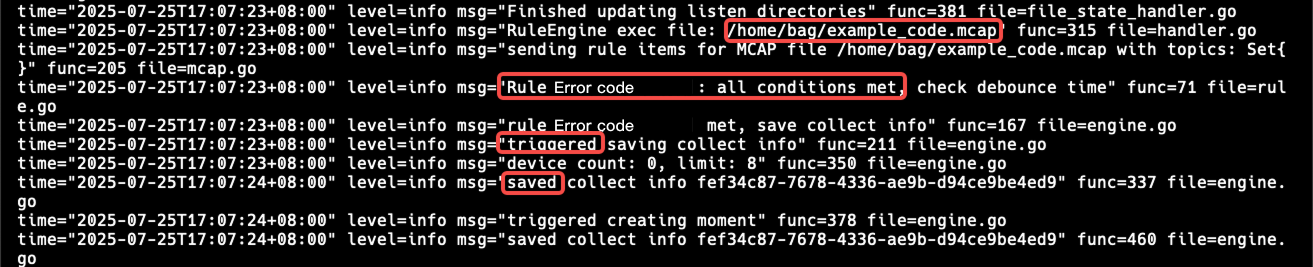 time="2025-07-25T17:07:23+08:00" level=info msg="Finished updating listen directories" func=381 file=file_state_handler.go
time="2025-07-25T17:07:23+08:00" level=info msg="RuleEngine exec file: /home/bag/example_code.mcap" func=315 file=handler.go
time="2025-07-25T17:07:23+08:00" level=info msg="sending rule items for MCAP file /home/bag/example_code.mcap with topics: Set{
}" func=205 file=mcap.go
time="2025-07-25T17:07:23+08:00" level=info msg="Rule Error code : all conditions met, check debounce time" func=71 file=rul
e.go
time="2025-07-25T17:07:23+08:00" level=info msg="rule Error code met, save collect info" func=167 file=engine.go
time="2025-07-25T17:07:23+08:00" level=info msg="triggered saving collect info" func=211 file=engine.go
time="2025-07-25T17:07:23+08:00" level=info msg="device count: 0, limit: 8" func=350 file=engine.go
time="2025-07-25T17:07:24+08:00" level=info msg="saved collect info fef34c87-7678-4336-ae9b-d94ce9be4ed9" func=337 file=engine.
go
time="2025-07-25T17:07:24+08:00" level=info msg="triggered creating moment" func=378 file=engine.go
time="2025-07-25T17:07:24+08:00" level=info msg="saved collect info fef34c87-7678-4336-ae9b-d94ce9be4ed9" func=460 file=engine.
go